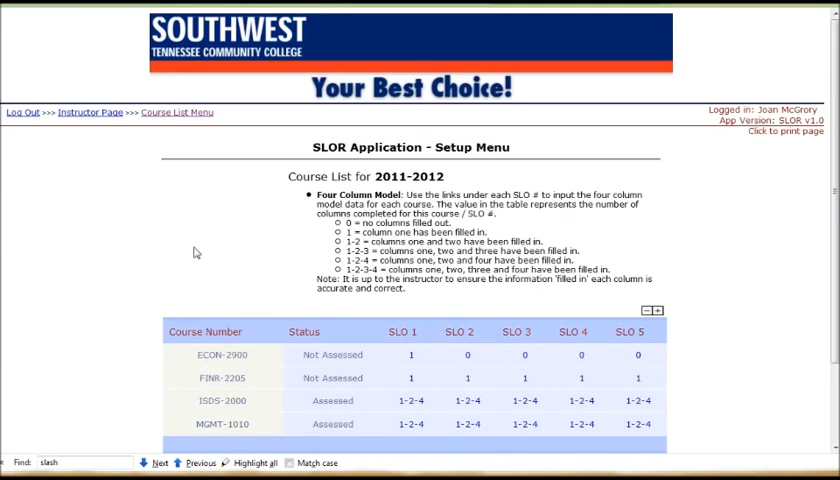 SOUTHWEST
TENNESSEE COMMUNITY COLLEGE
Your Best Choice!
Log Out >>> Instructor Page >>> Course List Menu
Logged in: Joan McGrory
App Version: SLOR v1.0
Click to print page
SLOR Application - Setup Menu
Course List for 2011-2012
Four Column Model: Use the links under each SLO # to input the four column
model data for each course. The value in the table represents the number of
columns completed for this course / SLO #.
0 = no columns filled out.
1 = column one has been filled in.
1-2 = columns one and two have been filled in.
1-2-3 = columns one, two and three have been filled in.
1-2-4 = columns one, two and four have been filled in.
1-2-3-4 = columns one, two, three and four have been filled in.
Note: It is up to the instructor to ensure the information 'filled in' each column is
accurate and correct.
Course Number Status SLO 1 SLO 2 SLO 3 SLO 4 SLO 5
ECON-2900 Not Assessed 1 0 0 0 0
FINR-2205 Not Assessed 1 1 1 1 1
ISDS-2000 Assessed 1-2-4 1-2-4 1-2-4 1-2-4 1-2-4
MGMT-1010 Assessed 1-2-4 1-2-4 1-2-4 1-2-4 1-2-4
Find: slash Next Previous Highlight all Match case